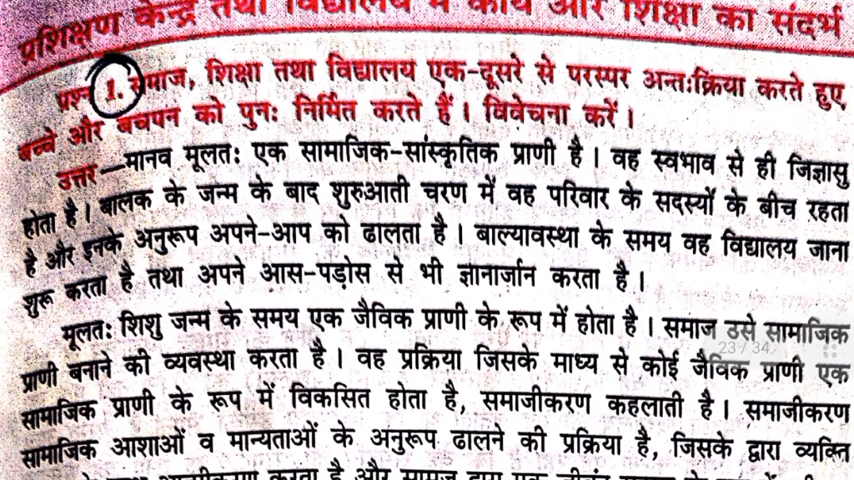 प्रशिक्षण केन्द्र तथा विद्यालय में कार्य और शिक्षा का संदर्भ
प्रश्न 1. समाज, शिक्षा तथा विद्यालय एक-दूसरे से परस्पर अन्तःक्रिया करते हुए
बच्चे और बचपन को पुनः निर्मित करते हैं। विवेचना करें।
उत्तर—मानव मूलतः एक सामाजिक-सांस्कृतिक प्राणी है। वह स्वभाव से ही जिज्ञासु
होता है। बालक के जन्म के बाद शुरुआती चरण में वह परिवार के सदस्यों के बीच रहता
है और इनके अनुरूप अपने-आप को ढालता है। बाल्यावस्था के समय वह विद्यालय जाना
शुरू करता है तथा अपने आस-पड़ोस से भी ज्ञानार्जान करता है।
मूलतः शिशु जन्म के समय एक जैविक प्राणी के रूप में होता है। समाज उसे सामाजिक
23 / 34
प्राणी बनाने की व्यवस्था करता है। वह प्रक्रिया जिसके माध्य से कोई जैविक प्राणी एक
सामाजिक प्राणी के रूप में विकसित होता है, समाजीकरण कहलाती है। समाजीकरण
सामाजिक आशाओं व मान्यताओं के अनुरूप ढालने की प्रक्रिया है, जिसके द्वारा व्यक्ति
करता है और समाज द्वारा एक